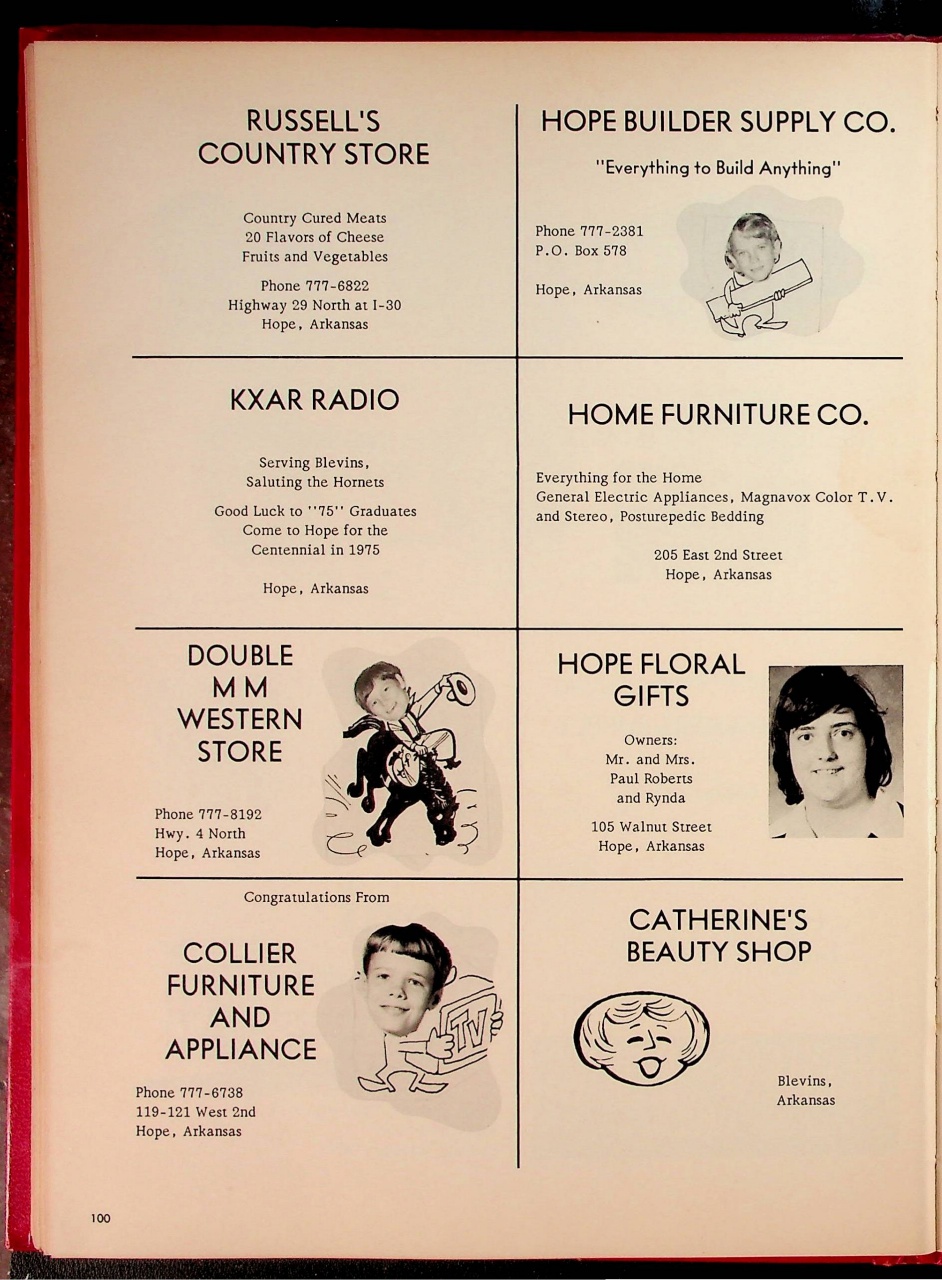 RUSSELL'S
COUNTRY STORE
Country Cured Meats
20 Flavors of Cheese
Fruits and Vegetables
Phone 777-6822
Highway 29 North at I-30
Hope, Arkansas
HOPE BUILDER SUPPLY CO.
"Everything to Build Anything"
Phone 777-2381
P.O. Box 578
Hope, Arkansas
KXAR RADIO
Serving Blevins,
Saluting the Hornets
Good Luck to ''75'' Graduates
Come to Hope for the
Centennial in 1975
Hope, Arkansas
HOME FURNITURE CO.
Everything for the Home
General Electric Appliances, Magnavox Color T.V.
and Stereo, Posturepedic Bedding
205 East 2nd Street
Hope, Arkansas
DOUBLE
M M
WESTERN
STORE
Phone 777-8192
Hwy. 4 North
Hope, Arkansas
HOPE FLORAL
GIFTS
Owners:
Mr. and Mrs.
Paul Roberts
and Rynda
105 Walnut Street
Hope, Arkansas
Congratulations From
COLLIER
FURNITURE
AND
APPLIANCE
TV
Phone 777-6738
119-121 West 2nd
Hope, Arkansas
CATHERINE'S
BEAUTY SHOP
Blevins,
Arkansas
100